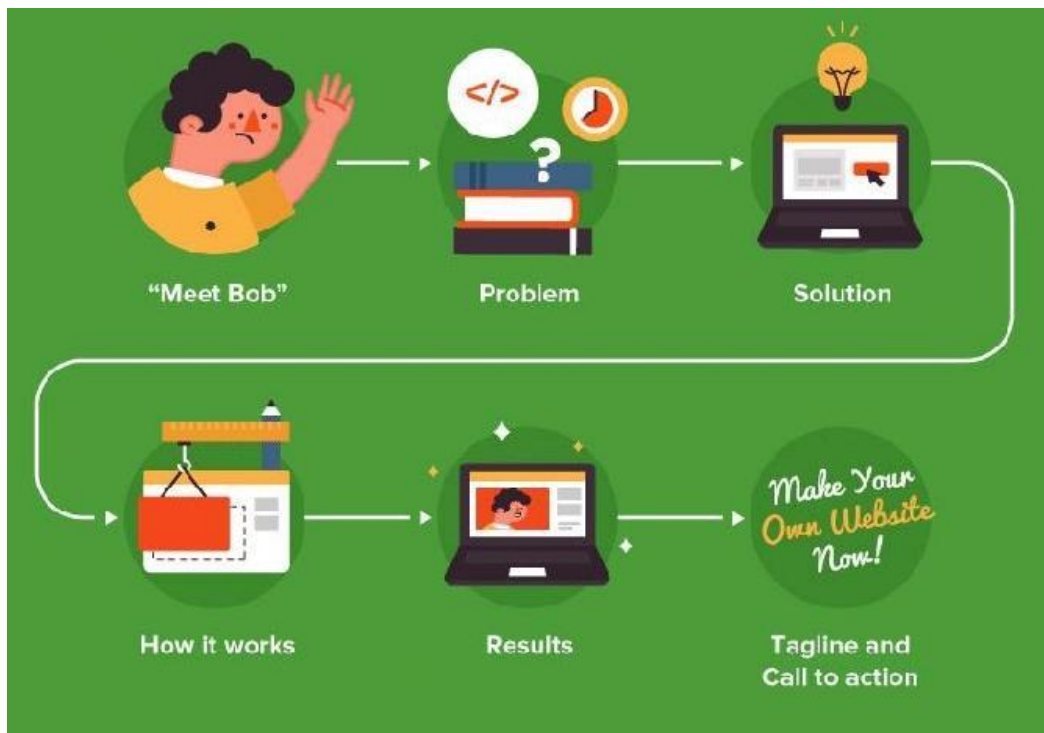 </>
?
“Meet Bob”
Problem
Solution
How it works
Results
Make Your
Own Website
Now!
Tagline and
Call to action